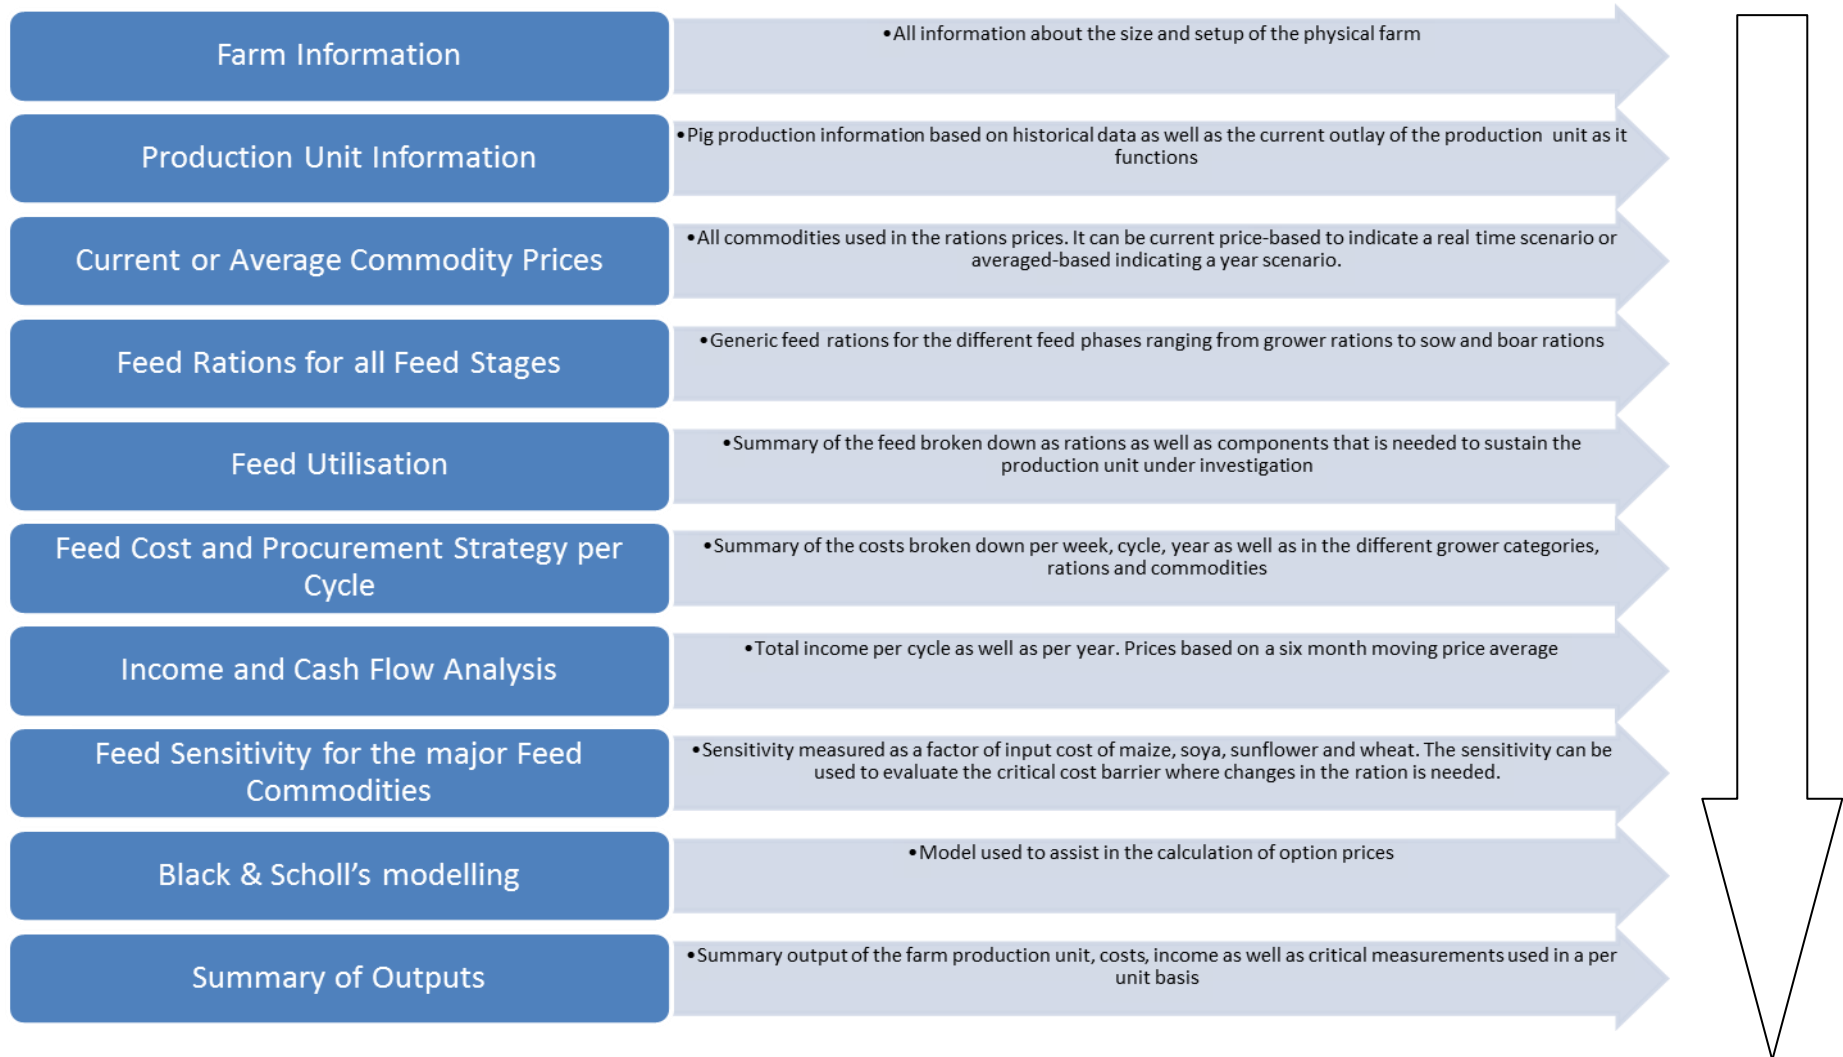 Farm Information
•All information about the size and setup of the physical farm
Production Unit Information
•Pig production information based on historical data as well as the current outlay of the production unit as it
functions
Current or Average Commodity Prices
•All commodities used in the rations prices. It can be current price-based to indicate a real time scenario or
averaged-based indicating a year scenario.
Feed Rations for all Feed Stages
•Generic feed rations for the different feed phases ranging from grower rations to sow and boar rations
Feed Utilisation
•Summary of the feed broken down as rations as well as components that is needed to sustain the
production unit under investigation
Feed Cost and Procurement Strategy per
Cycle
•Summary of the costs broken down per week, cycle, year as well as in the different grower categories,
rations and commodities
Income and Cash Flow Analysis
•Total income per cycle as well as per year. Prices based on a six month moving price average
Feed Sensitivity for the major Feed
Commodities
•Sensitivity measured as a factor of input cost of maize, soya, sunflower and wheat. The sensitivity can be
used to evaluate the critical cost barrier where changes in the ration is needed.
Black & Scholl’s modelling
•Model used to assist in the calculation of option prices
Summary of Outputs
•Summary output of the farm production unit, costs, income as well as critical measurements used in a per
unit basis